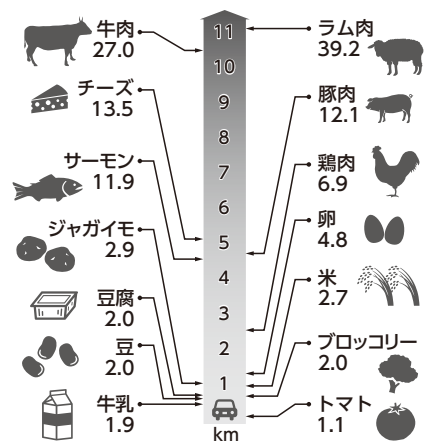 牛肉
27.0
チーズ
13.5
サーモン
11.9
ジャガイモ
2.9
豆腐
2.0
豆
2.0
牛乳
1.9
11
10
9
8
7
6
5
4
3
2
1
km
ラム肉
39.2
豚肉
12.1
鶏肉
6.9
卵
4.8
米
2.7
ブロッコリー
2.0
トマト
1.1